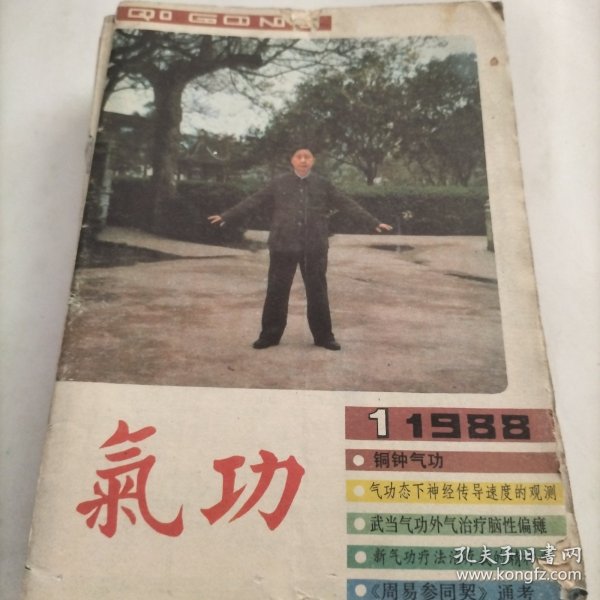 QI GONG
氣功
1 1988
铜钟气功
气功态下神经传导速度的观测
武当气功外气治疗脑性偏瘫
新气功疗法
《周易参同契》通考
孔夫子旧书网
www.kongfz.com